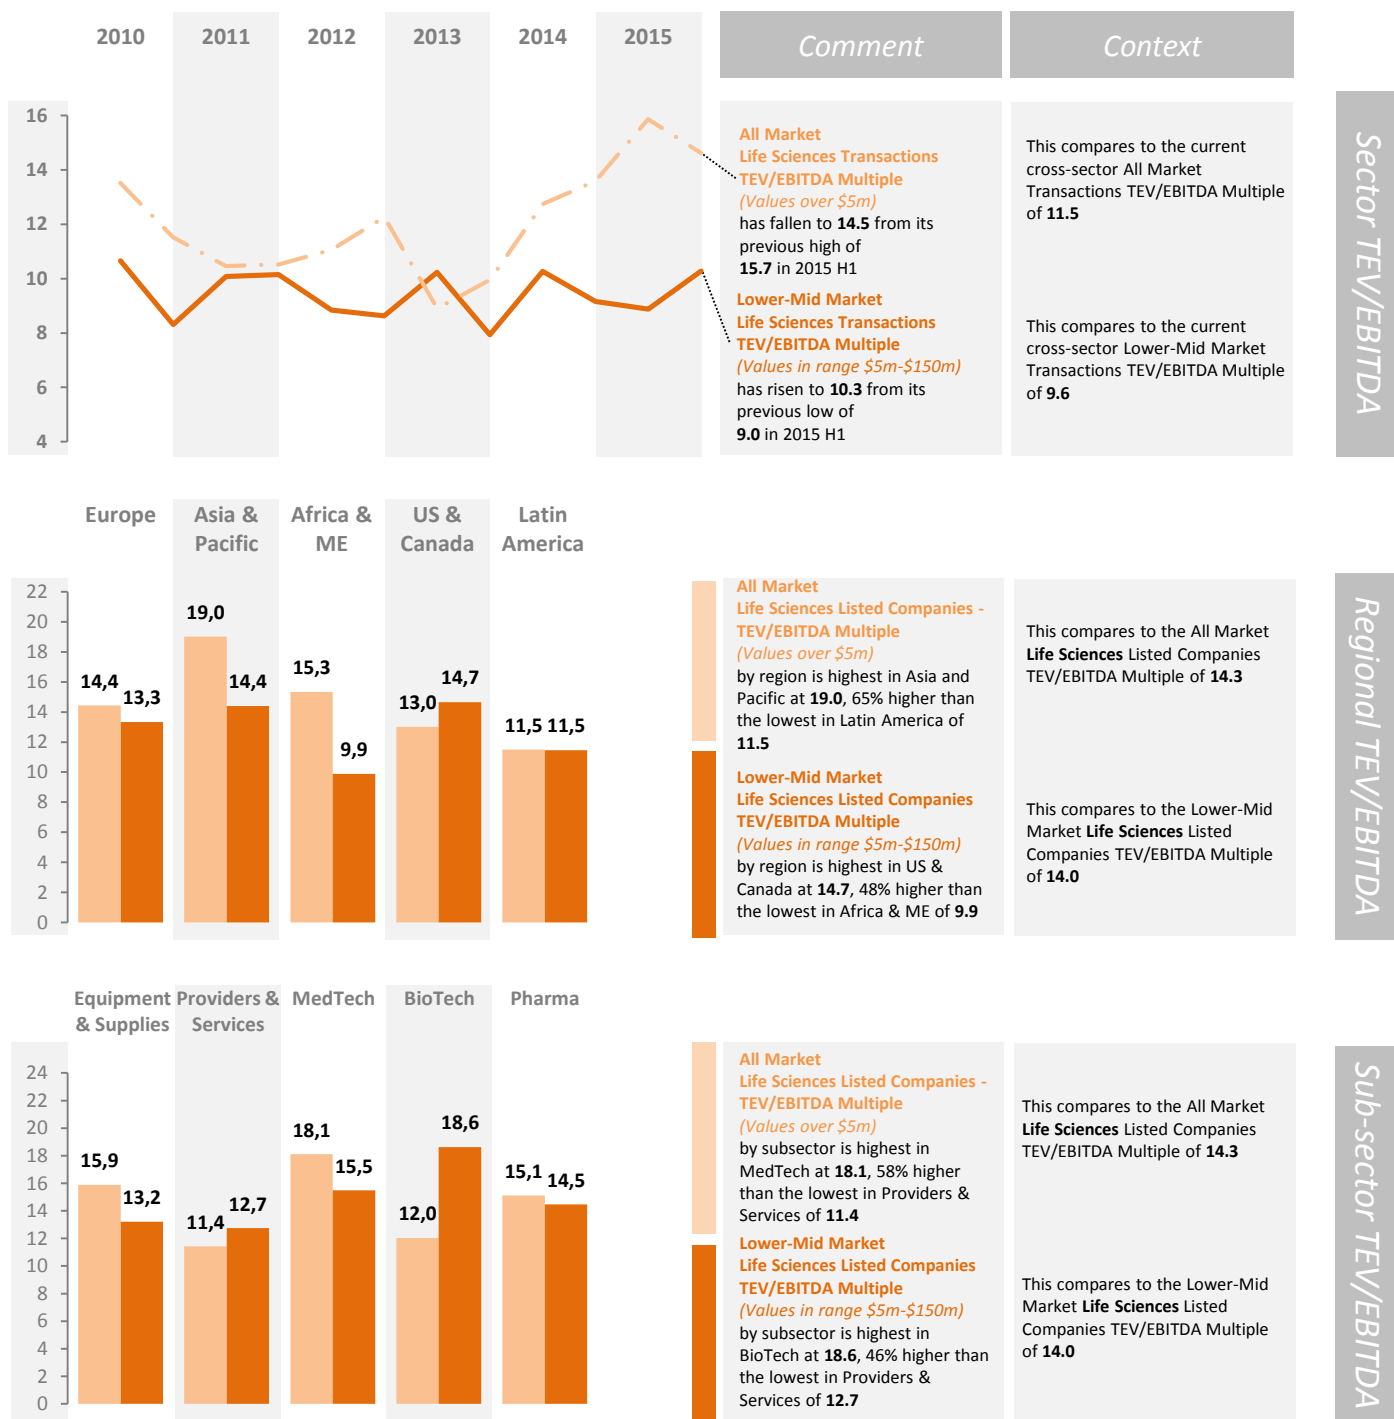 2010 2011 2012 2013 2014 2015
Comment
Context
16
14
12
10
8
6
4
All Market
Life Sciences Transactions
TEV/EBITDA Multiple
(Values over $5m)
has fallen to 14.5 from its
previous high of
15.7 in 2015 H1
Lower-Mid Market
Life Sciences Transactions
TEV/EBITDA Multiple
(Values in range $5m-$150m)
has risen to 10.3 from its
previous low of
9.0 in 2015 H1
This compares to the current
cross-sector All Market
Transactions TEV/EBITDA Multiple
of 11.5
This compares to the current
cross-sector Lower-Mid Market
Transactions TEV/EBITDA Multiple
of 9.6
Sector TEV/EBITDA
Europe
Asia &
Pacific
Africa &
ME
US &
Canada
Latin
America
22
20
18
16
14
12
10
8
6
4
2
0
14,4
13,3
19,0
14,4
15,3
9,9
13,0
14,7
11,5
11,5
All Market
Life Sciences Listed Companies -
TEV/EBITDA Multiple
(Values over $5m)
by region is highest in Asia and
Pacific at 19.0, 65% higher than
the lowest in Latin America of
11.5
Lower-Mid Market
Life Sciences Listed Companies
TEV/EBITDA Multiple
(Values in range $5m-$150m)
by region is highest in US &
Canada at 14.7, 48% higher than
the lowest in Africa & ME of 9.9
This compares to the All Market
Life Sciences Listed Companies
TEV/EBITDA Multiple of 14.3
This compares to the Lower-Mid
Market Life Sciences Listed
Companies TEV/EBITDA Multiple
of 14.0
Regional TEV/EBITDA
Equipment
& Supplies
Providers &
Services
MedTech
BioTech
Pharma
24
22
20
18
16
14
12
10
8
6
4
2
0
15,9
13,2
11,4
12,7
18,1
15,5
12,0
18,6
15,1
14,5
All Market
Life Sciences Listed Companies -
TEV/EBITDA Multiple
(Values over $5m)
by subsector is highest in
MedTech at 18.1, 58% higher
than the lowest in Providers &
Services of 11.4
Lower-Mid Market
Life Sciences Listed Companies
TEV/EBITDA Multiple
(Values in range $5m-$150m)
by subsector is highest in
BioTech at 18.6, 46% higher than
the lowest in Providers &
Services of 12.7
This compares to the All Market
Life Sciences Listed Companies
TEV/EBITDA Multiple of 14.3
This compares to the Lower-Mid
Market Life Sciences Listed
Companies TEV/EBITDA Multiple
of 14.0
Sub-sector TEV/EBITDA